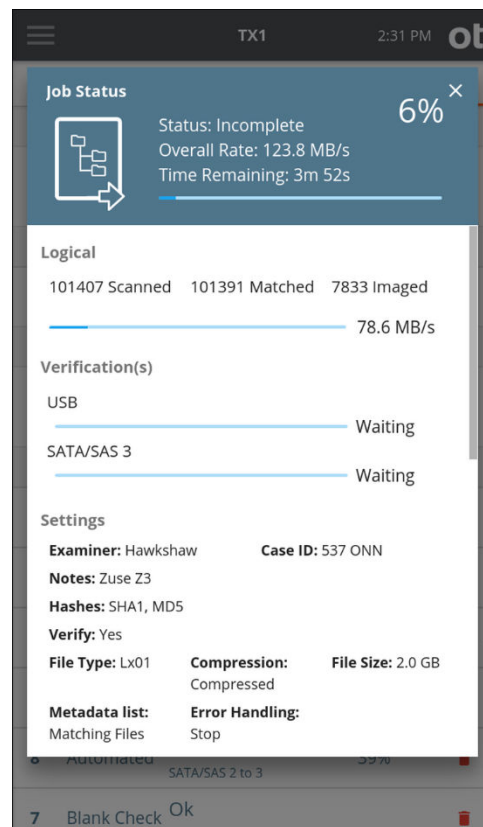 TX1 2:31 PM ot
Job Status ×
6%
Status: Incomplete
Overall Rate: 123.8 MB/s
Time Remaining: 3m 52s
Logical
101407 Scanned 101391 Matched 7833 Imaged
78.6 MB/s
Verification(s)
USB
Waiting
SATA/SAS 3
Waiting
Settings
Examiner: Hawkshaw Case ID: 537 ONN
Notes: Zuse Z3
Hashes: SHA1, MD5
Verify: Yes
File Type: Lx01 Compression: File Size: 2.0 GB
Compressed
Metadata list: Error Handling:
Matching Files Stop
8 Automated 39%
SATA/SAS 2 to 3
7 Blank Check Ok